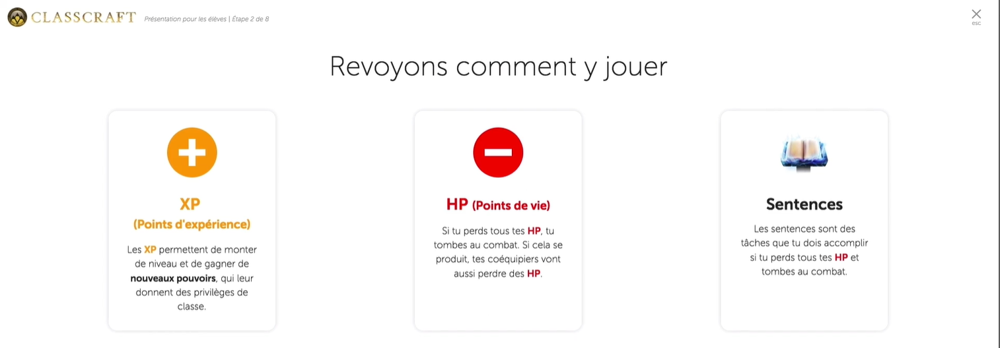 CLASSCRAFT
Présentation pour les élèves | Étape 2 de 8
esc
Revoyons comment y jouer
XP
(Points d'expérience)
Les XP permettent de monter
de niveau et de gagner de
nouveaux pouvoirs, qui leur
donnent des privilèges de
classe.
HP (Points de vie)
Si tu perds tous tes HP, tu
tombes au combat. Si cela se
produit, tes coéquipiers vont
aussi perdre des HP.
Sentences
Les sentences sont des
tâches que tu dois accomplir
si tu perds tous tes HP et
tombes au combat.